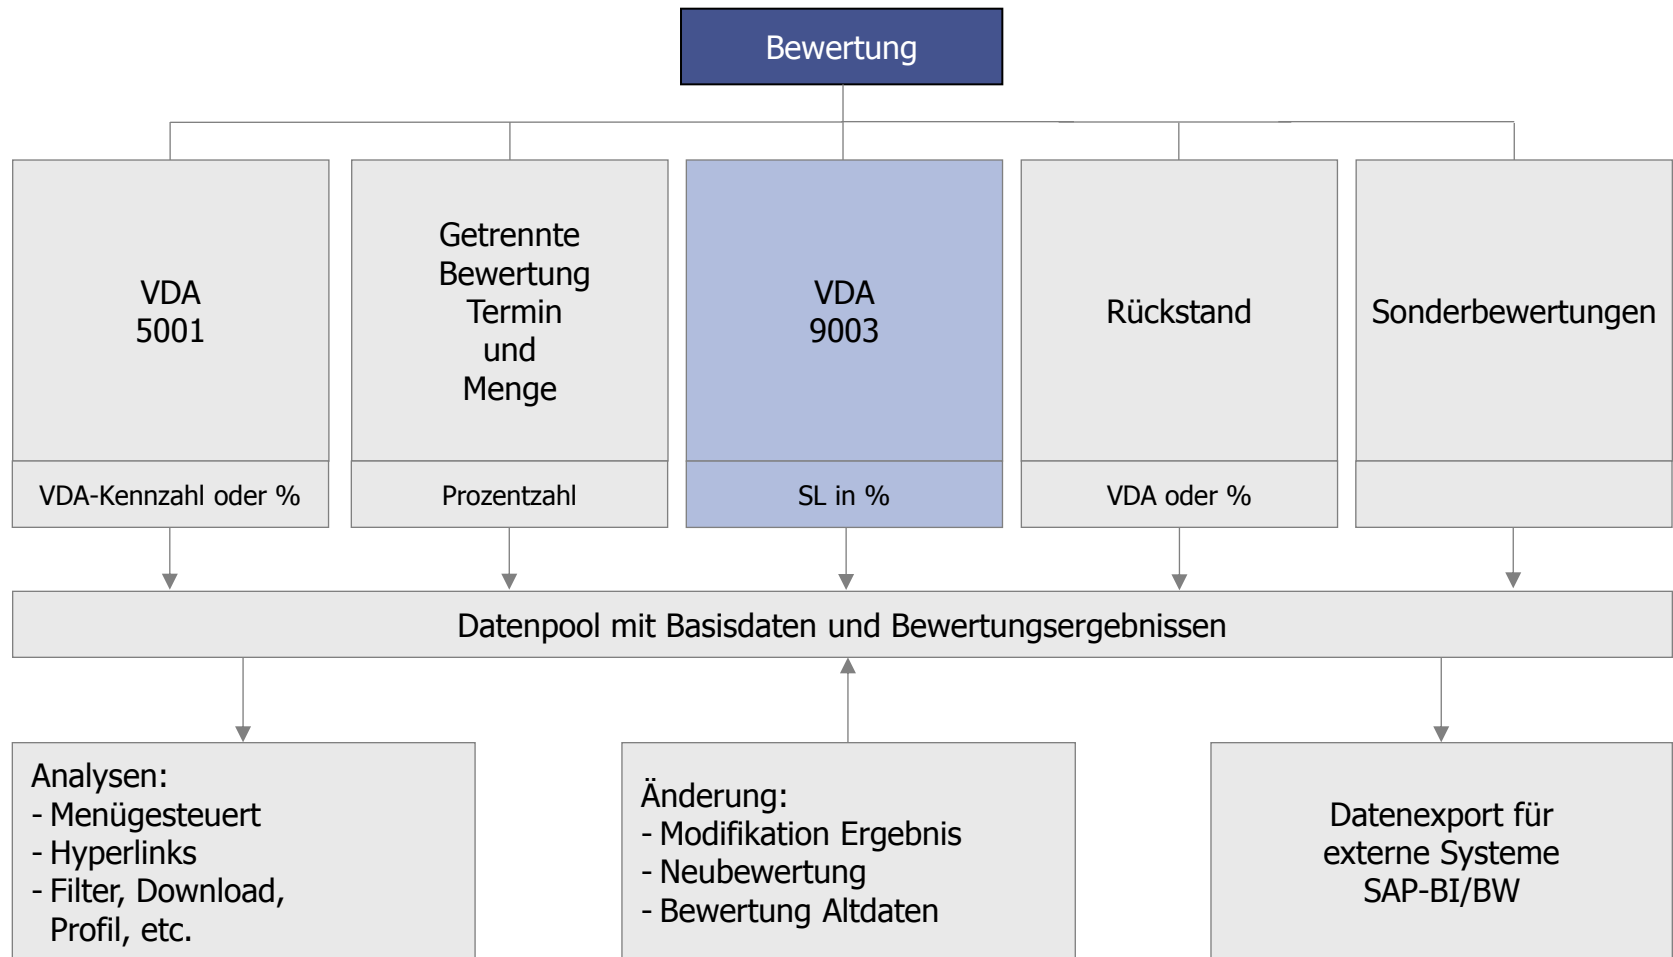 Bewertung
VDA
5001
Getrennte
Bewertung
Termin
und
Menge
VDA
9003
Rückstand
Sonderbewertungen
VDA-Kennzahl oder %
Prozentzahl
SL in %
VDA oder %
Datenpool mit Basisdaten und Bewertungsergebnissen
Analysen:
- Menügesteuert
- Hyperlinks
- Filter, Download,
Profil, etc.
Änderung:
- Modifikation Ergebnis
- Neubewertung
- Bewertung Altdaten
Datenexport für
externe Systeme
SAP-BI/BW